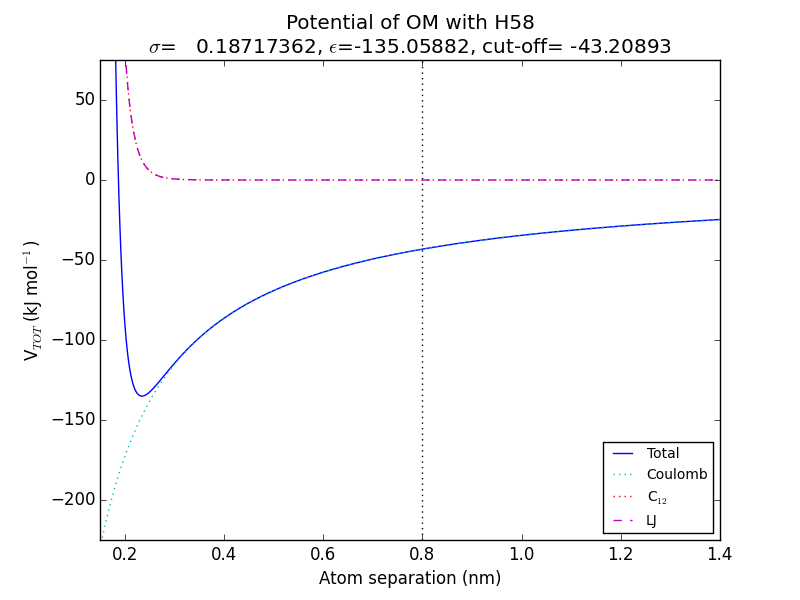 Potential of OM with H58
σ=   0.18717362, ϵ=-135.05882, cut-off= -43.20893
V_TOT (kJ mol⁻¹)
50
0
−50
−100
−150
−200
0.2 0.4 0.6 0.8 1.0 1.2 1.4
Atom separation (nm)
Total
Coulomb
C₁₂
LJ